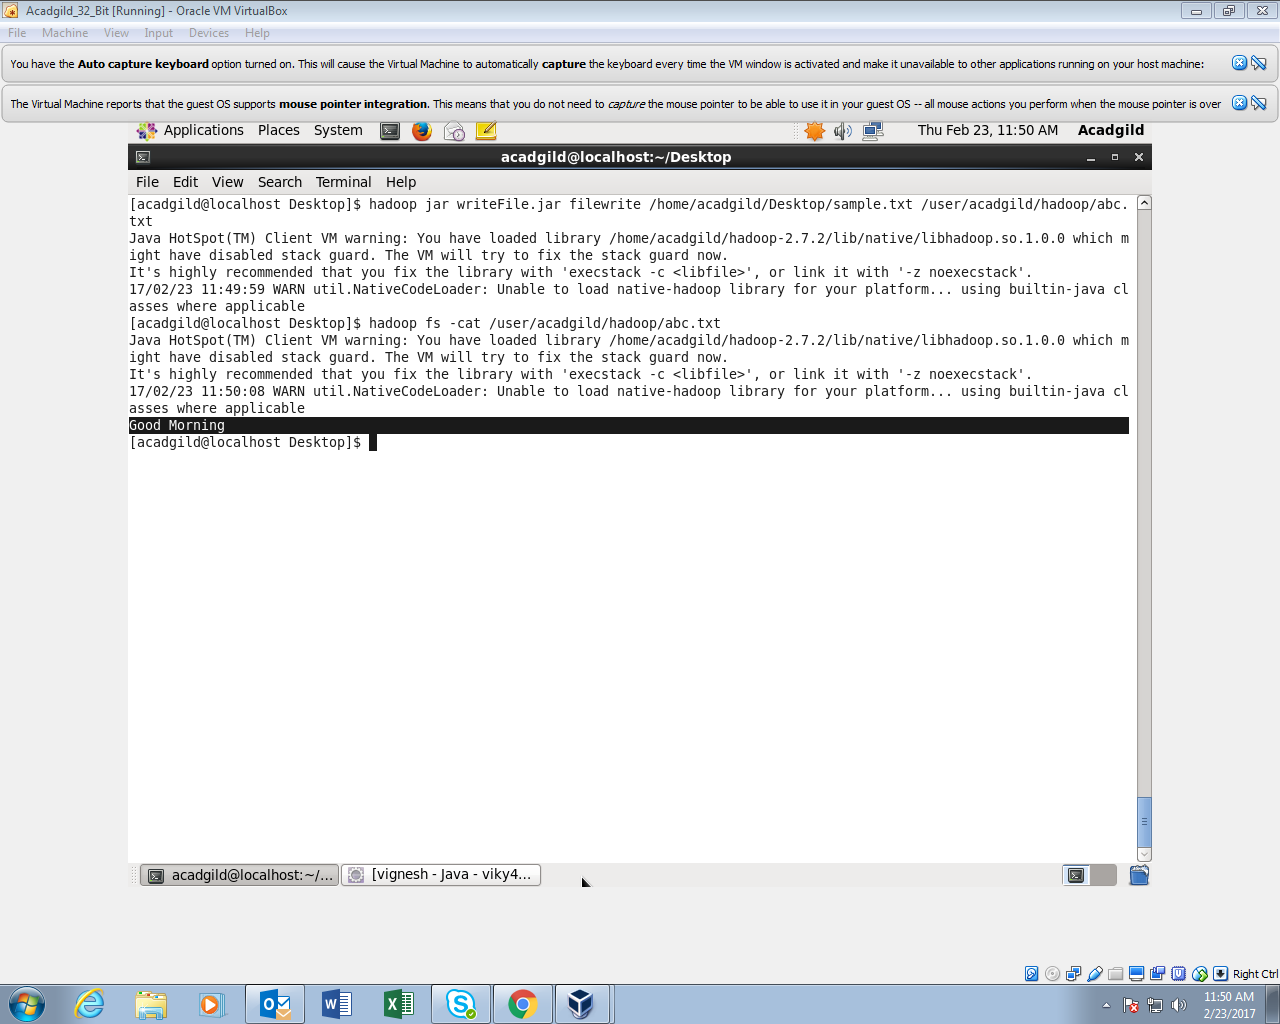 Acadgild_32_Bit [Running] - Oracle VM VirtualBox
File Machine View Input Devices Help
You have the Auto capture keyboard option turned on. This will cause the Virtual Machine to automatically capture the keyboard every time the VM window is activated and make it unavailable to other applications running on your host machine:
The Virtual Machine reports that the guest OS supports mouse pointer integration. This means that you do not need to capture the mouse pointer to be able to use it in your guest OS -- all mouse actions you perform when the mouse pointer is over
Applications Places System Thu Feb 23, 11:50 AM Acadgild
acadgild@localhost:~/Desktop
File Edit View Search Terminal Help
[acadgild@localhost Desktop]$ hadoop jar writeFile.jar filewrite /home/acadgild/Desktop/sample.txt /user/acadgild/hadoop/abc.
txt
Java HotSpot(TM) Client VM warning: You have loaded library /home/acadgild/hadoop-2.7.2/lib/native/libhadoop.so.1.0.0 which m
ight have disabled stack guard. The VM will try to fix the stack guard now.
It's highly recommended that you fix the library with 'execstack -c <libfile>', or link it with '-z noexecstack'.
17/02/23 11:49:59 WARN util.NativeCodeLoader: Unable to load native-hadoop library for your platform... using builtin-java cl
asses where applicable
[acadgild@localhost Desktop]$ hadoop fs -cat /user/acadgild/hadoop/abc.txt
Java HotSpot(TM) Client VM warning: You have loaded library /home/acadgild/hadoop-2.7.2/lib/native/libhadoop.so.1.0.0 which m
ight have disabled stack guard. The VM will try to fix the stack guard now.
It's highly recommended that you fix the library with 'execstack -c <libfile>', or link it with '-z noexecstack'.
17/02/23 11:50:08 WARN util.NativeCodeLoader: Unable to load native-hadoop library for your platform... using builtin-java cl
asses where applicable
Good Morning
[acadgild@localhost Desktop]$
acadgild@localhost:~/... [vignesh - Java - viky4...
Right Ctrl
11:50 AM
2/23/2017